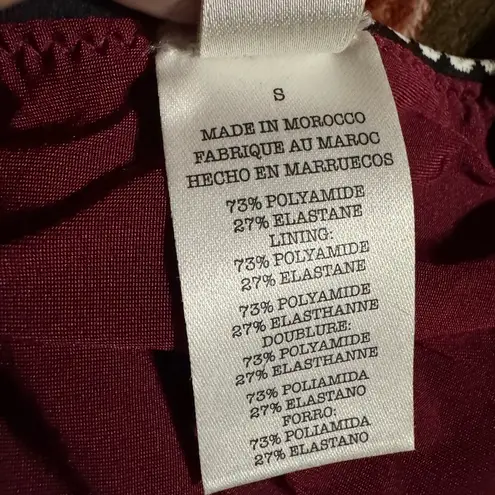 S
MADE IN MOROCCO
FABRIQUE AU MAROC
HECHO EN MARRUECOS
73% POLYAMIDE
27% ELASTANE
LINING:
73% POLYAMIDE
27% ELASTANE
73% POLYAMIDE
27% ELASTHANNE
DOUBLURE:
73% POLYAMIDE
27% ELASTHANNE
73% POLIAMIDA
27% ELASTANO
FORRO:
73% POLIAMIDA
27% ELASTANO